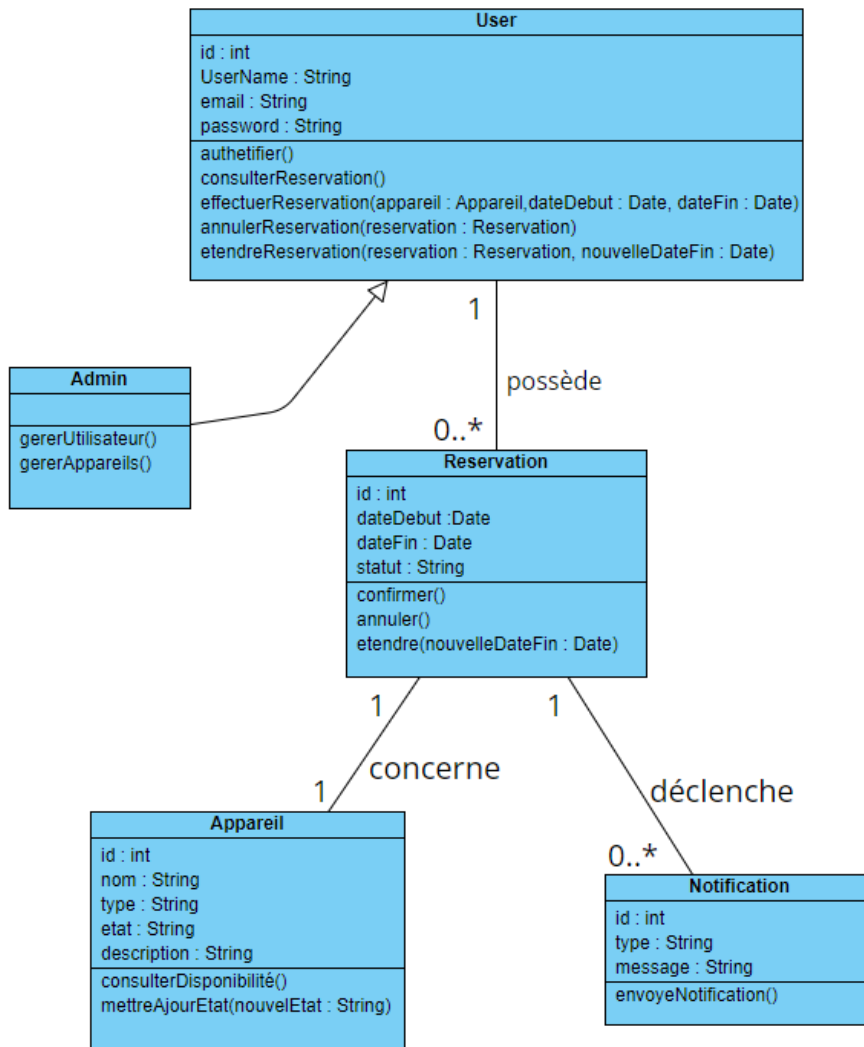 User
id : int
UserName : String
email : String
password : String
authetifier()
consulterReservation()
effectuerReservation(appareil : Appareil,dateDebut : Date, dateFin : Date)
annulerReservation(reservation : Reservation)
etendreReservation(reservation : Reservation, nouvelleDateFin : Date)
1
possède
0..*
Admin
gererUtilisateur()
gererAppareils()
Reservation
id : int
dateDebut :Date
dateFin : Date
statut : String
confirmer()
annuler()
etendre(nouvelleDateFin : Date)
1
1
concerne
1
déclenche
0..*
Appareil
id : int
nom : String
type : String
etat : String
description : String
consulterDisponibilité()
mettreAjourEtat(nouvelEtat : String)
Notification
id : int
type : String
message : String
envoyeNotification()